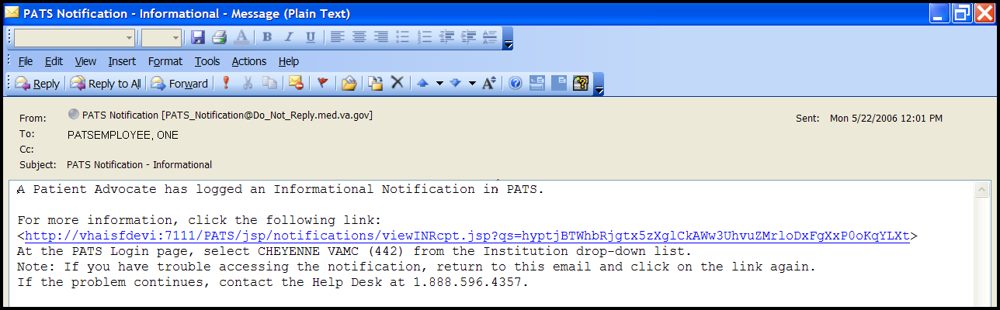 PATS Notification - Informational - Message (Plain Text)
A B I U
File Edit View Insert Format Tools Actions Help
Reply Reply to All Forward A
From: PATS Notification [PATS_Notification@Do_Not_Reply.med.va.gov] Sent: Mon 5/22/2006 12:01 PM
To: PATSEMPLOYEE, ONE
Cc:
Subject: PATS Notification - Informational
A Patient Advocate has logged an Informational Notification in PATS.
For more information, click the following link:
<http://vhaisfdevi:7111/PATS/jsp/notifications/viewINRcpt.jsp?qs=hyptjBTWhbRjgtx5zXglCkAWw3UhvuZMrloDxFgXxP0oKqYLXt>
At the PATS Login page, select CHEYENNE VAMC (442) from the Institution drop-down list.
Note: If you have trouble accessing the notification, return to this email and click on the link again.
If the problem continues, contact the Help Desk at 1.888.596.4357.